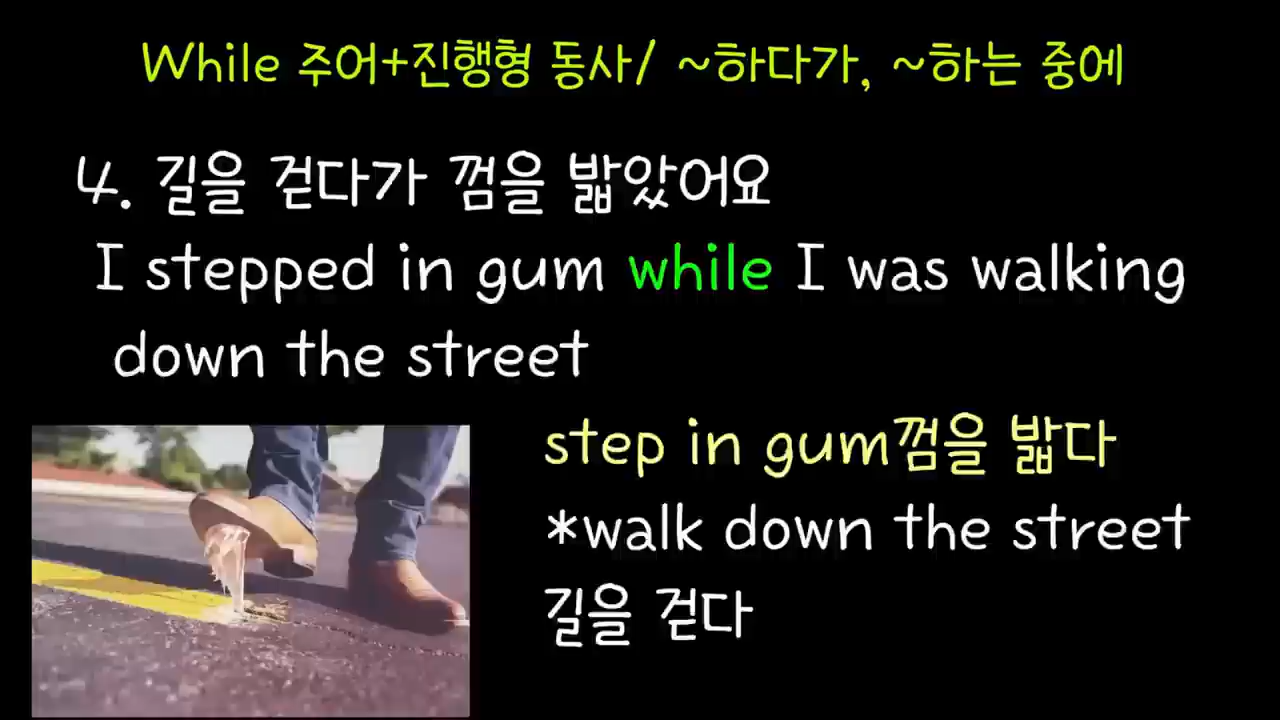 While 주어+진행형 동사/ ~하다가, ~하는 중에
4. 길을 걷다가 껌을 밟았어요
I stepped in gum while I was walking
down the street
step in gum껌을 밟다
*walk down the street
길을 걷다